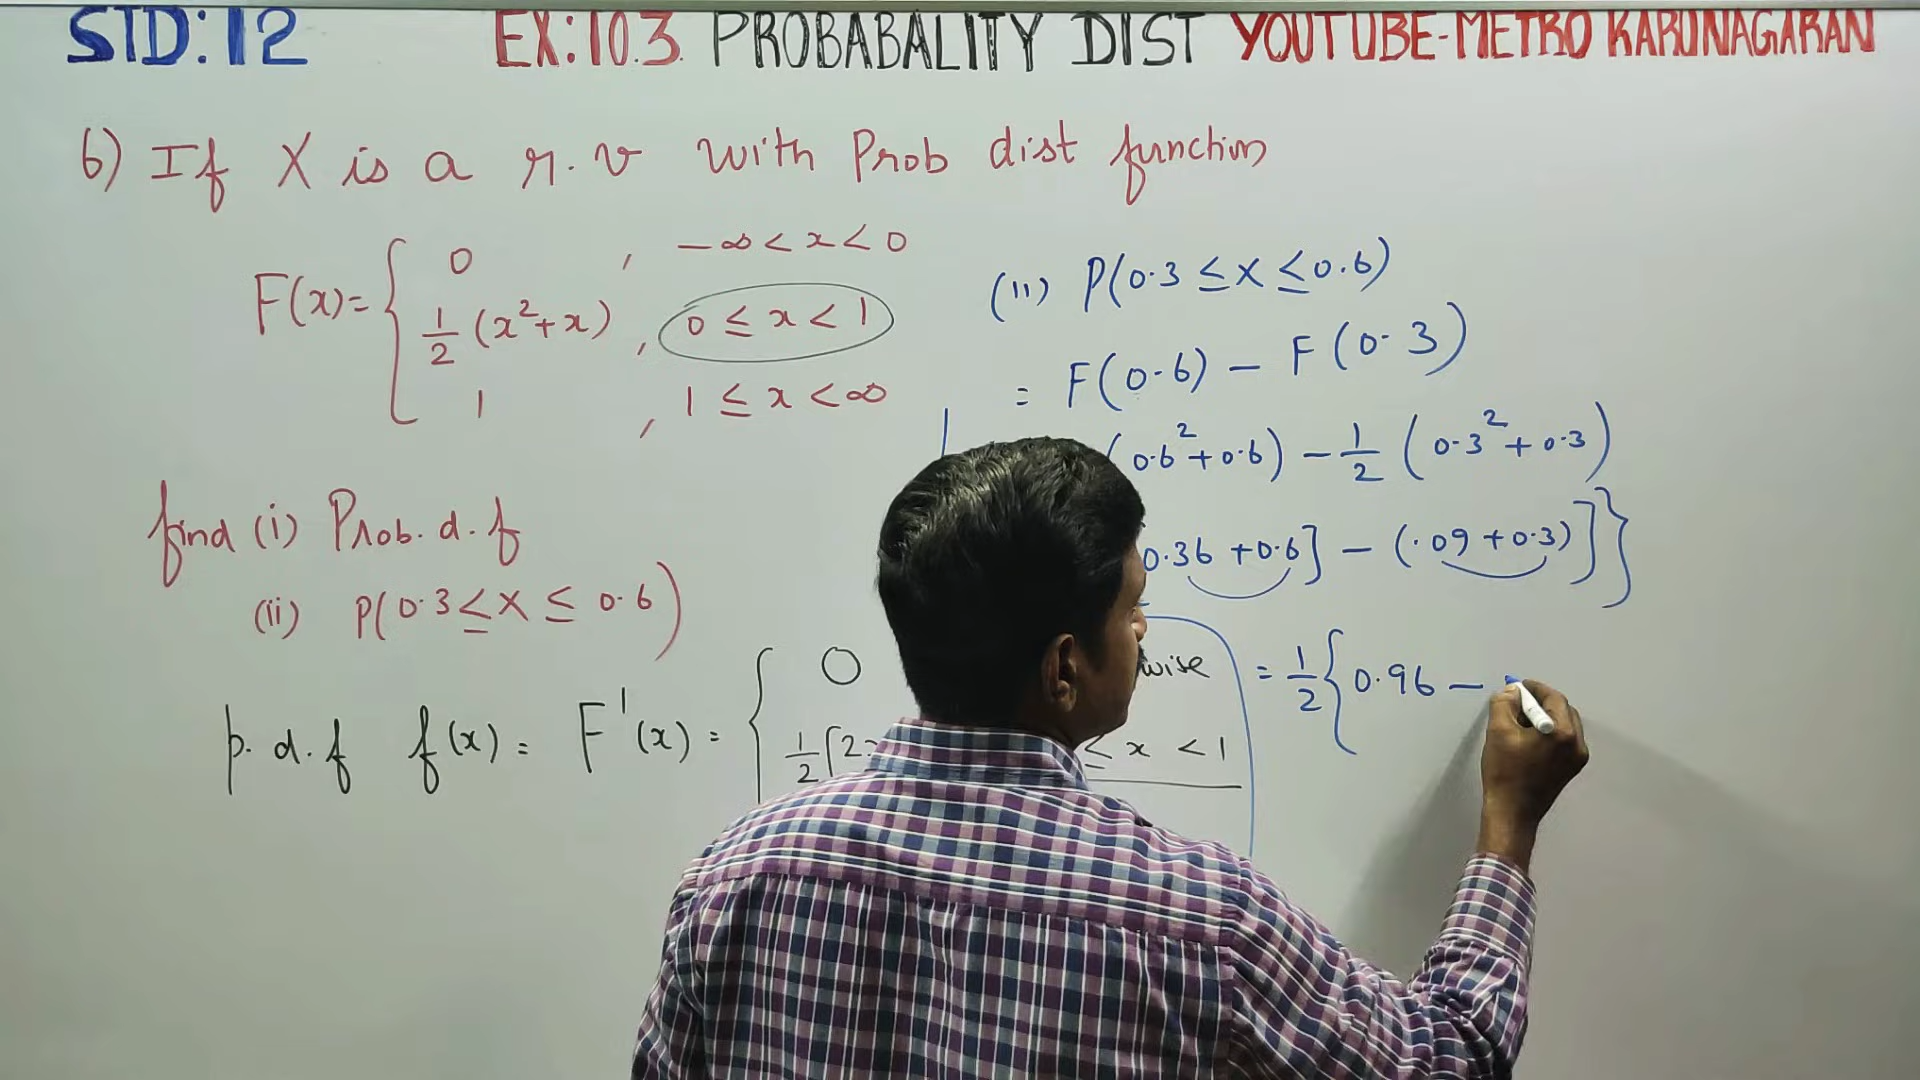 STD:12 EX:10.3. PROBABALITY DIST YOUTUBE-METRO KARUNAGARAN
6) If X is a r.v with Prob dist function
F(x)= { 0 , -∞ < x < 0
1/2 (x²+x) , 0 ≤ x < 1
1 , 1 ≤ x < ∞
find (i) Prob. d. f
(ii) P(0.3 ≤ X ≤ 0.6)
p. d. f f(x) = F'(x) = { 0 wise
1/2 [2 ≤ x < 1
(ii) P(0.3 ≤ X ≤ 0.6)
= F(0.6) - F(0.3)
(0.6²+0.6) - 1/2 (0.3²+0.3)
0.36 +0.6] - (.09 +0.3)]}
= 1/2 { 0.96 -